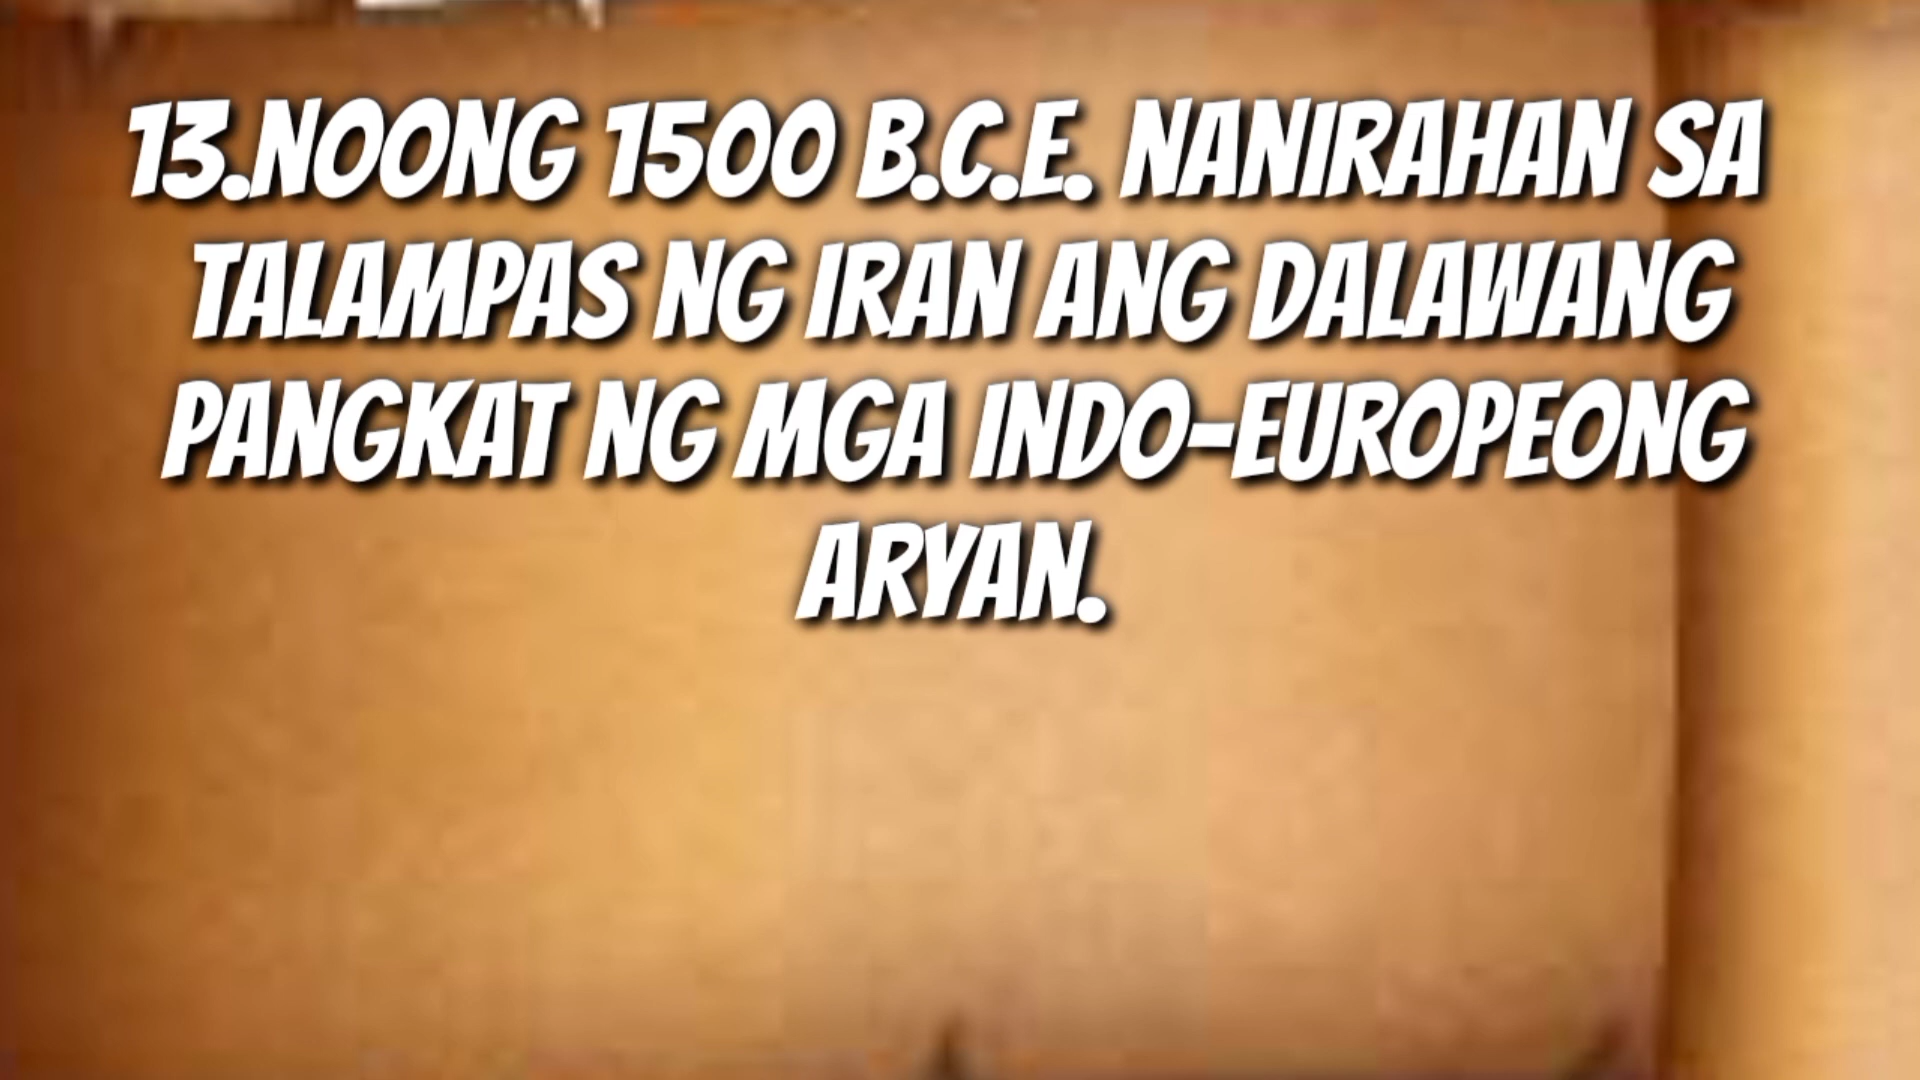 13.NOONG 1500 B.C.E. NANIRAHAN SA
TALAMPAS NG IRAN ANG DALAWANG
PANGKAT NG MGA INDO-EUROPEONG
ARYAN.